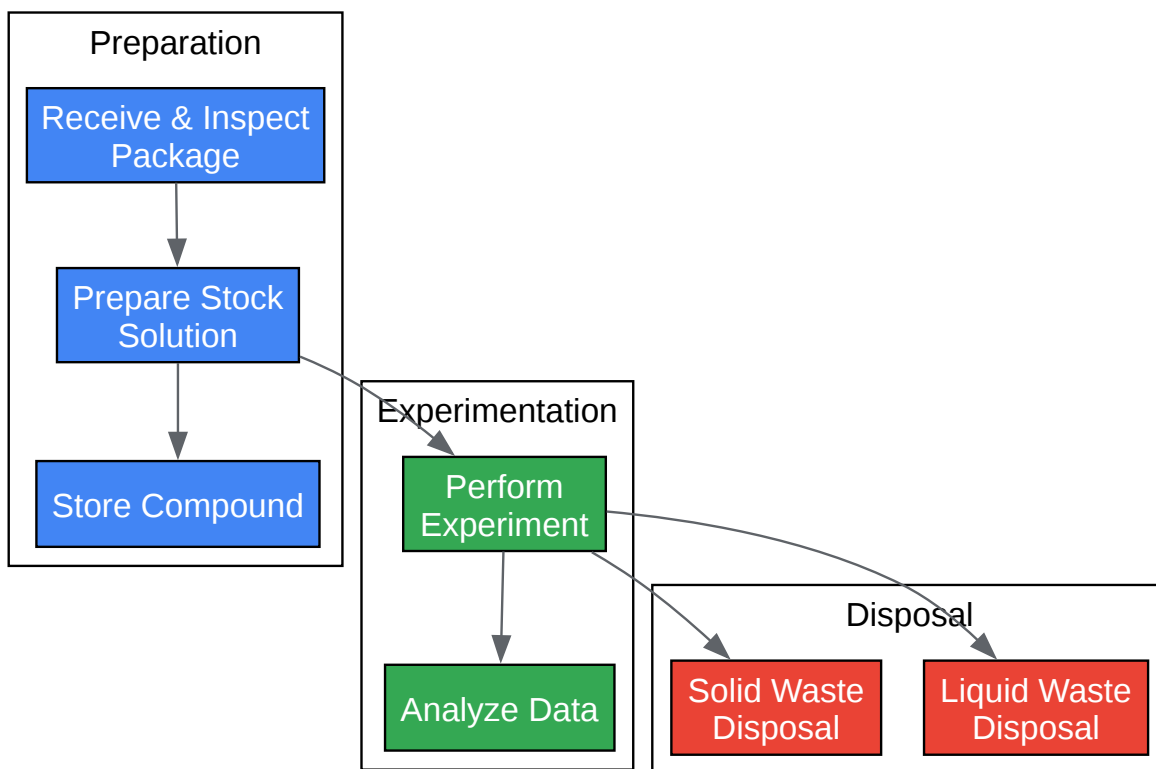 Preparation
Receive & Inspect
Package
Prepare Stock
Solution
Store Compound
Experimentation
Perform
Experiment
Analyze Data
Disposal
Solid Waste
Disposal
Liquid Waste
Disposal